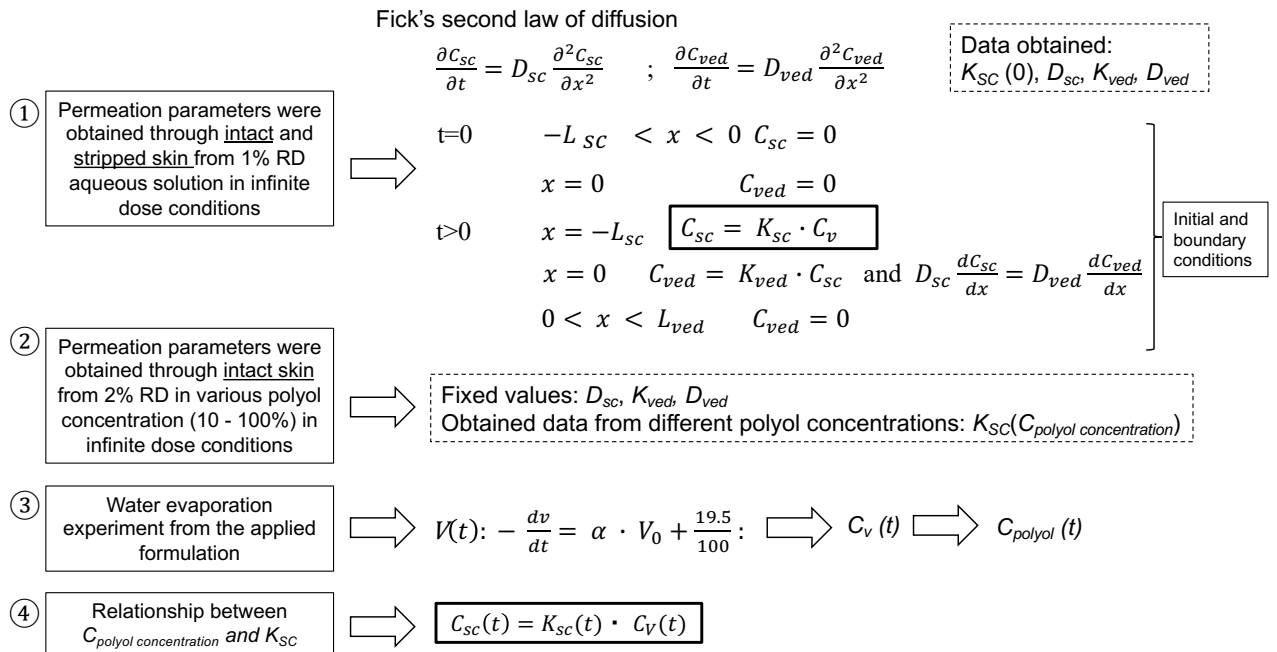 Fick's second law of diffusion
∂C_sc/∂t = D_sc ∂²C_sc/∂x² ; ∂C_ved/∂t = D_ved ∂²C_ved/∂x²
Data obtained:
K_SC (0), D_sc, K_ved, D_ved
①
Permeation parameters were
obtained through intact and
stripped skin from 1% RD
aqueous solution in infinite
dose conditions
t=0 −L_SC < x < 0 C_sc = 0
x = 0 C_ved = 0
t>0 x = −L_sc C_sc = K_sc · C_v
x = 0 C_ved = K_ved · C_sc and D_sc dC_sc/dx = D_ved dC_ved/dx
0 < x < L_ved C_ved = 0
Initial and
boundary
conditions
②
Permeation parameters were
obtained through intact skin
from 2% RD in various polyol
concentration (10 - 100%) in
infinite dose conditions
Fixed values: D_sc, K_ved, D_ved
Obtained data from different polyol concentrations: K_SC(C_polyol concentration)
③
Water evaporation
experiment from the applied
formulation
V(t): − dv/dt = α · V_0 + 19.5/100 :
C_v (t)
C_polyol (t)
④
Relationship between
C_polyol concentration and K_SC
C_sc(t) = K_sc(t) · C_V(t)